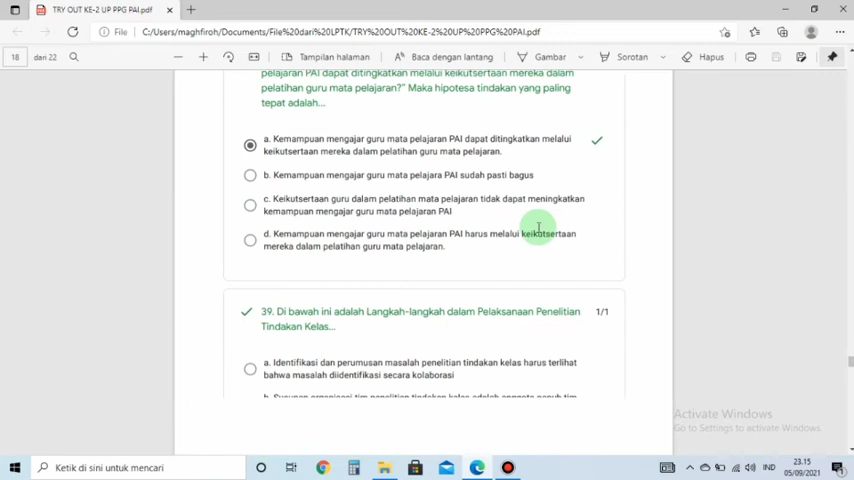 TRY OUT KE-2 UP PPG PAI.pdf
File
C:/Users/maghfiroh/Documents/File%20dari%20LPTK/TRY%20OUT%20KE-2%20UP%20PPG%20PAI.pdf
18 dari 22
Tampilan halaman
Baca dengan lantang
Gambar
Sorotan
Hapus
pelajaran PAI dapat ditingkatkan melalui keikutsertaan mereka dalam
pelatihan guru mata pelajaran?" Maka hipotesa tindakan yang paling
tepat adalah...
a. Kemampuan mengajar guru mata pelajaran PAI dapat ditingkatkan melalui
keikutsertaan mereka dalam pelatihan guru mata pelajaran.
b. Kemampuan mengajar guru mata pelajara PAI sudah pasti bagus
c. Keikutsertaan guru dalam pelatihan mata pelajaran tidak dapat meningkatkan
kemampuan mengajar guru mata pelajaran PAI
d. Kemampuan mengajar guru mata pelajaran PAI harus melalui keikutsertaan
mereka dalam pelatihan guru mata pelajaran.
39. Di bawah ini adalah Langkah-langkah dalam Pelaksanaan Penelitian
Tindakan Kelas...
1/1
a. Identifikasi dan perumusan masalah penelitian tindakan kelas harus terlihat
bahwa masalah diidentifikasi secara kolaborasi
Activate Windows
Go to Settings to activate Windows.
Ketik di sini untuk mencari
IND
23.15
05/09/2021